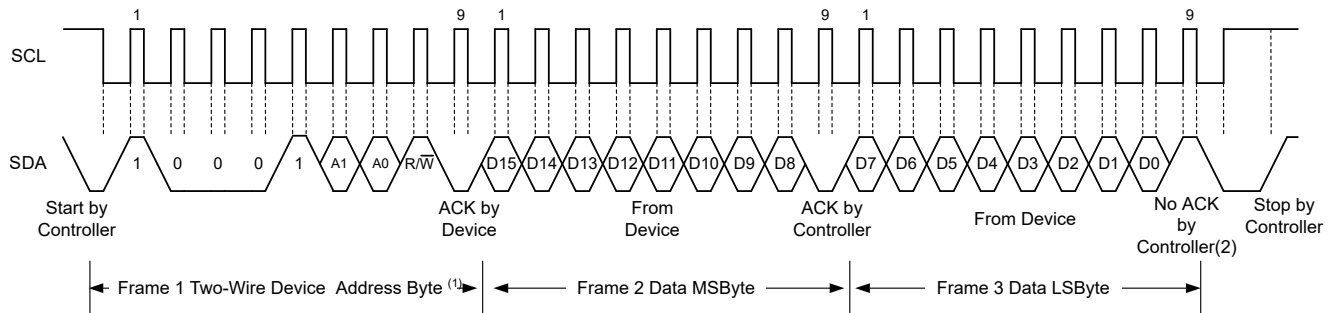 1 9 1 9 1 9
SCL
SDA
1 0 0 0 1 A1 A0 R/W̅ D15 D14 D13 D12 D11 D10 D9 D8 D7 D6 D5 D4 D3 D2 D1 D0
Start by
Controller
ACK by
Device
From
Device
ACK by
Controller
From Device
No ACK
by
Controller(2)
Stop by
Controller
Frame 1 Two-Wire Device Address Byte (1)
Frame 2 Data MSByte
Frame 3 Data LSByte